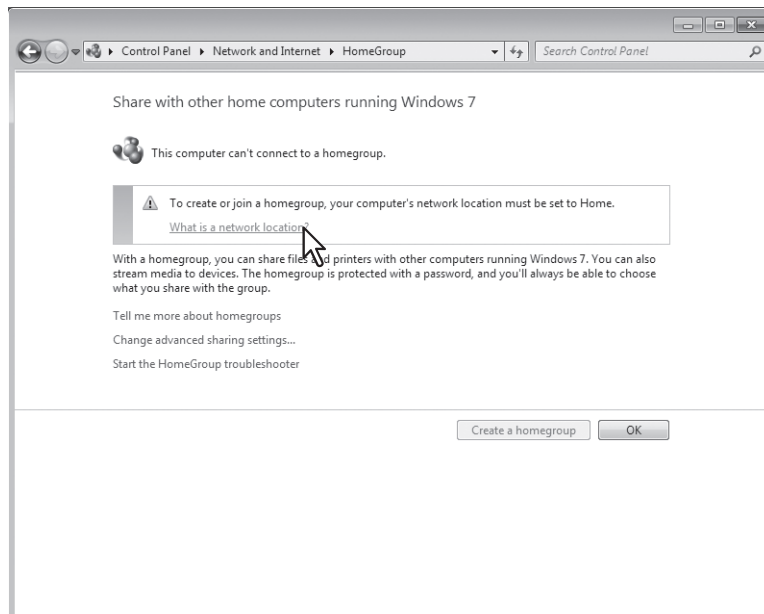 Control Panel ▸ Network and Internet ▸ HomeGroup
Search Control Panel
Share with other home computers running Windows 7
This computer can't connect to a homegroup.
To create or join a homegroup, your computer's network location must be set to Home.
What is a network location?
With a homegroup, you can share files and printers with other computers running Windows 7. You can also
stream media to devices. The homegroup is protected with a password, and you'll always be able to choose
what you share with the group.
Tell me more about homegroups
Change advanced sharing settings...
Start the HomeGroup troubleshooter
Create a homegroup
OK